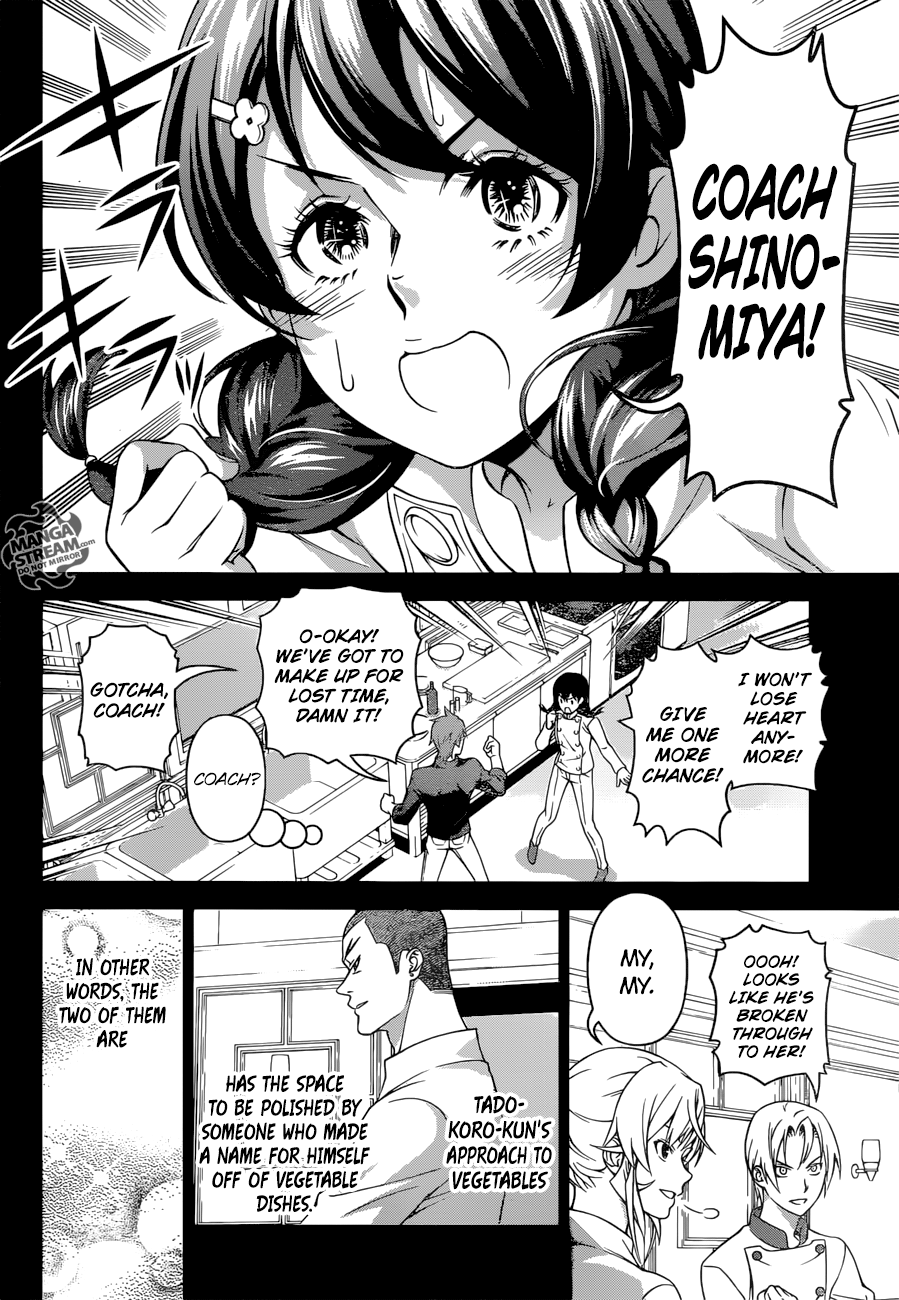 COACH
SHINO-
MIYA!
MANGA
STREAM.com
DO NOT MIRROR
I WON'T
LOSE
HEART
ANY-
MORE!
GIVE
ME ONE
MORE
CHANCE!
O-OKAY!
WE'VE GOT TO
MAKE UP FOR
LOST TIME,
DAMN IT!
GOTCHA,
COACH!
COACH?
OOOH!
LOOKS
LIKE HE'S
BROKEN
THROUGH
TO HER!
MY,
MY.
TADO-
KORO-KUN'S
APPROACH TO
VEGETABLES
HAS THE SPACE
TO BE POLISHED BY
SOMEONE WHO MADE
A NAME FOR HIMSELF
OFF OF VEGETABLE
DISHES.
IN OTHER
WORDS, THE
TWO OF THEM
ARE